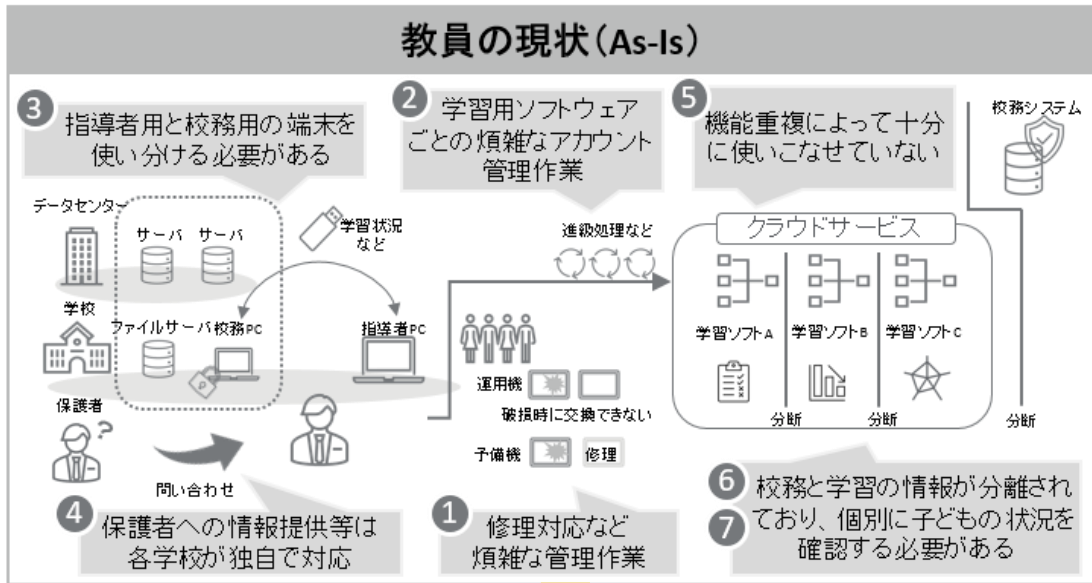 教員の現状(As-Is)
3
指導者用と校務用の端末を
使い分ける必要がある
2
学習用ソフトウェア
ごとの煩雑なアカウント
管理作業
5
機能重複によって十分
に使いこなせていない
校務システム
データセンター
サーバ
サーバ
学習状況
など
進級処理など
クラウドサービス
学校
ファイルサーバ
校務PC
指導者PC
学習ソフトA
学習ソフトB
学習ソフトC
運用機
破損時に交換できない
保護者
?
分断
分断
分断
予備機
修理
問い合わせ
4
保護者への情報提供等は
各学校が独自で対応
1
修理対応など
煩雑な管理作業
6
7
校務と学習の情報が分離され
ており、個別に子どもの状況を
確認する必要がある